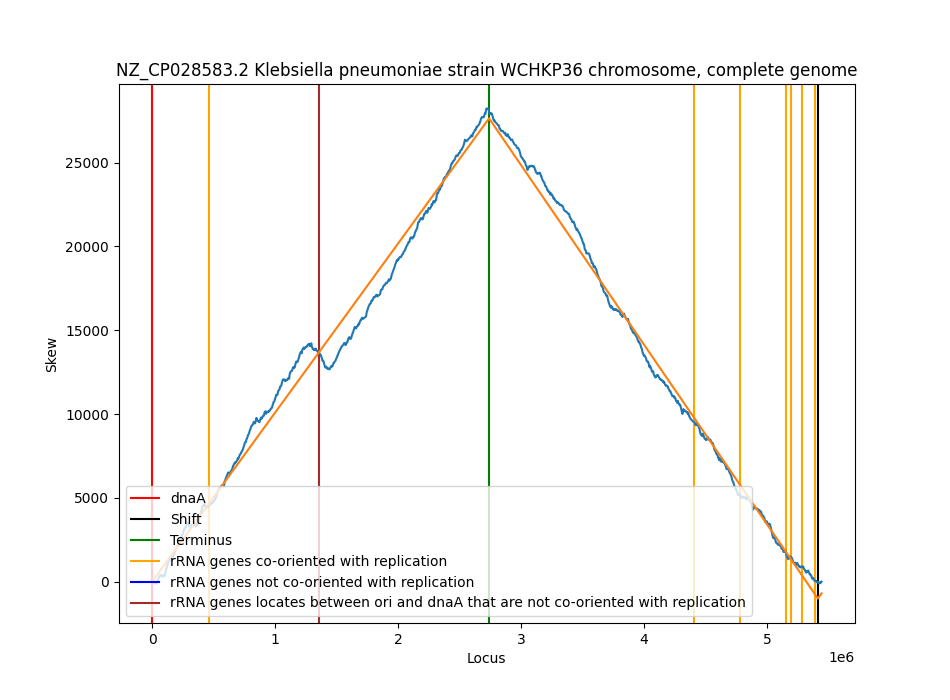 NZ_CP028583.2 Klebsiella pneumoniae strain WCHKP36 chromosome, complete genome
Skew
25000
20000
15000
10000
5000
0
dnaA
Shift
Terminus
rRNA genes co-oriented with replication
rRNA genes not co-oriented with replication
rRNA genes locates between ori and dnaA that are not co-oriented with replication
0 1 2 3 4 5
1e6
Locus